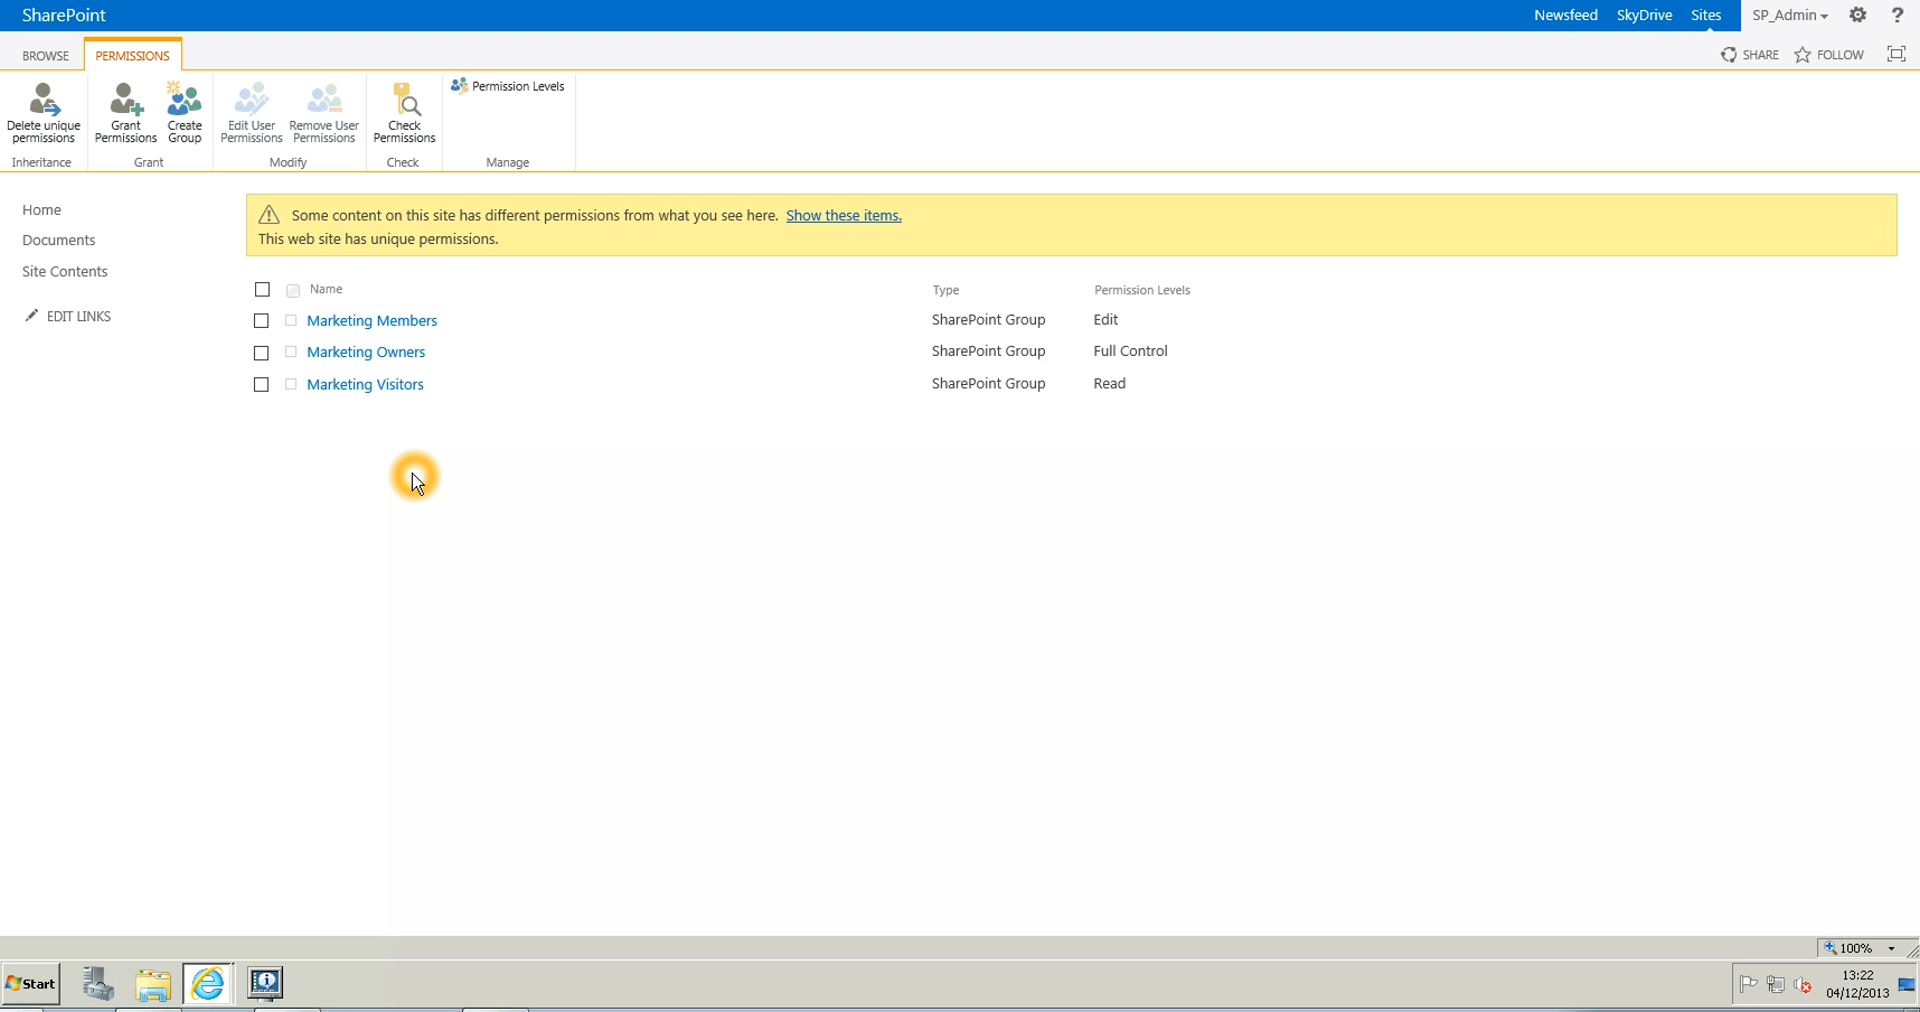 SharePoint Newsfeed SkyDrive Sites SP_Admin ?
BROWSE PERMISSIONS SHARE FOLLOW
Permission Levels
Delete unique permissions
Grant Permissions
Create Group
Edit User Permissions
Remove User Permissions
Check Permissions
Inheritance Grant Modify Check Manage
Home
Documents
Site Contents
EDIT LINKS
Some content on this site has different permissions from what you see here. Show these items.
This web site has unique permissions.
Name Type Permission Levels
Marketing Members SharePoint Group Edit
Marketing Owners SharePoint Group Full Control
Marketing Visitors SharePoint Group Read
100%
Start
13:22
04/12/2013